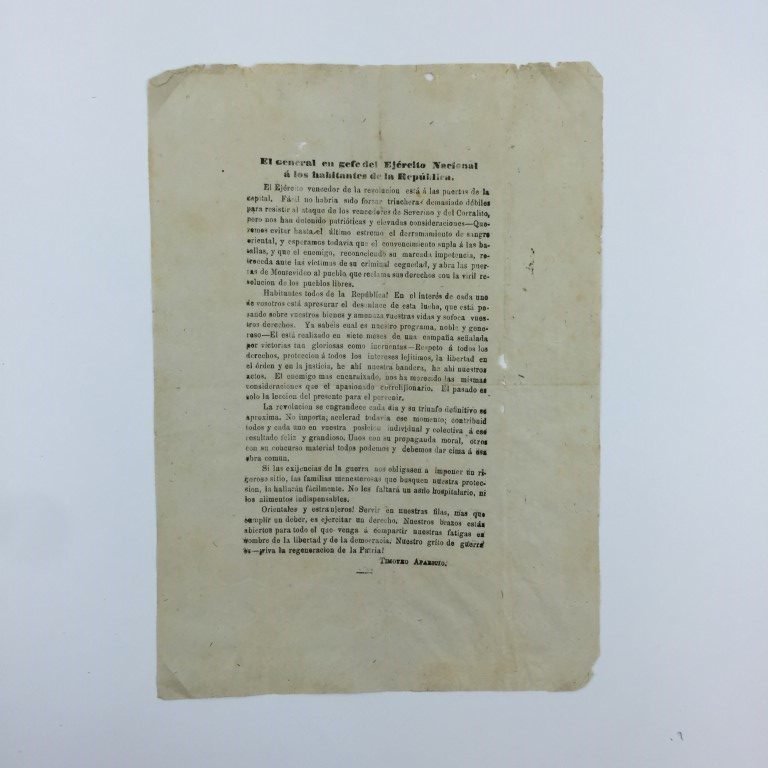 El general en gefe del Ejército Nacional
á los habitantes de la República.
El Ejército vencedor de la revolucion está á las puertas de la
capital. Fácil no habria sido forzar trincheras demasiado débiles
para resistir al ataque de los vencedores de Severino y del Corralito,
pero nos han detenido patrióticas y elevadas consideraciones—Que-
remos evitar hasta el último estremo el derramamiento de sangre
oriental, y esperamos todavia que el convencimiento supla á las ba-
tallas, y que el enemigo, reconociendo su marcada impotencia, re-
troceda ante las víctimas de su criminal ceguedad, y abra las puer-
tas de Montevideo al pueblo que reclama sus derechos con la viril re-
solucion de los pueblos libres.
Habitantes todos de la República! En el interés de cada uno
de vosotros está apresurar el desenlace de esta lucha, que está pe-
sando sobre vuestros bienes y amenaza vuestras vidas y sofoca vues-
tros derechos. Ya sabeis cual es nuestro programa, noble y gene-
roso—El está realizado en siete meses de una campaña señalada
por victorias tan gloriosas como incruentas—Respeto á todos los
derechos, proteccion á todos los intereses lejítimos, la libertad en
el órden y en la justicia, he ahí nuestra bandera, he ahi nuestros
actos. El enemigo mas encarnizado, nos ha merecido las mismas
consideraciones que el apasionado correlijionario. El pasado es
solo la leccion del presente para el porvenir.
La revolucion se engrandece cada dia y su triunfo definitivo se
aproxima. No importa, acelerad todavia ese momento; contribuid
todos y cada uno en vuestra posicion individual y colectiva á ese
resultado feliz y grandioso. Unos con su propaganda moral, otros
con su concurso material todos podemos y debemos dar cima á esa
obra comun.
Si las exijencias de la guerra nos obligasen á imponer un ri-
goroso sitio, las familias menesterosas que busquen nuestra protec-
cion, la hallarán fácilmente. No les faltará un asilo hospitalario, ni
los alimentos indispensables.
Orientales y estranjeros! Servir en nuestras filas, mas que
cumplir un deber, es ejercitar un derecho. Nuestros brazos están
abiertos para todo el que venga á compartir nuestras fatigas en
nombre de la libertad y de la democracia. Nuestro grito de guerra
es—¡viva la regeneracion de la Patria!
TIMOTEO APARICIO.